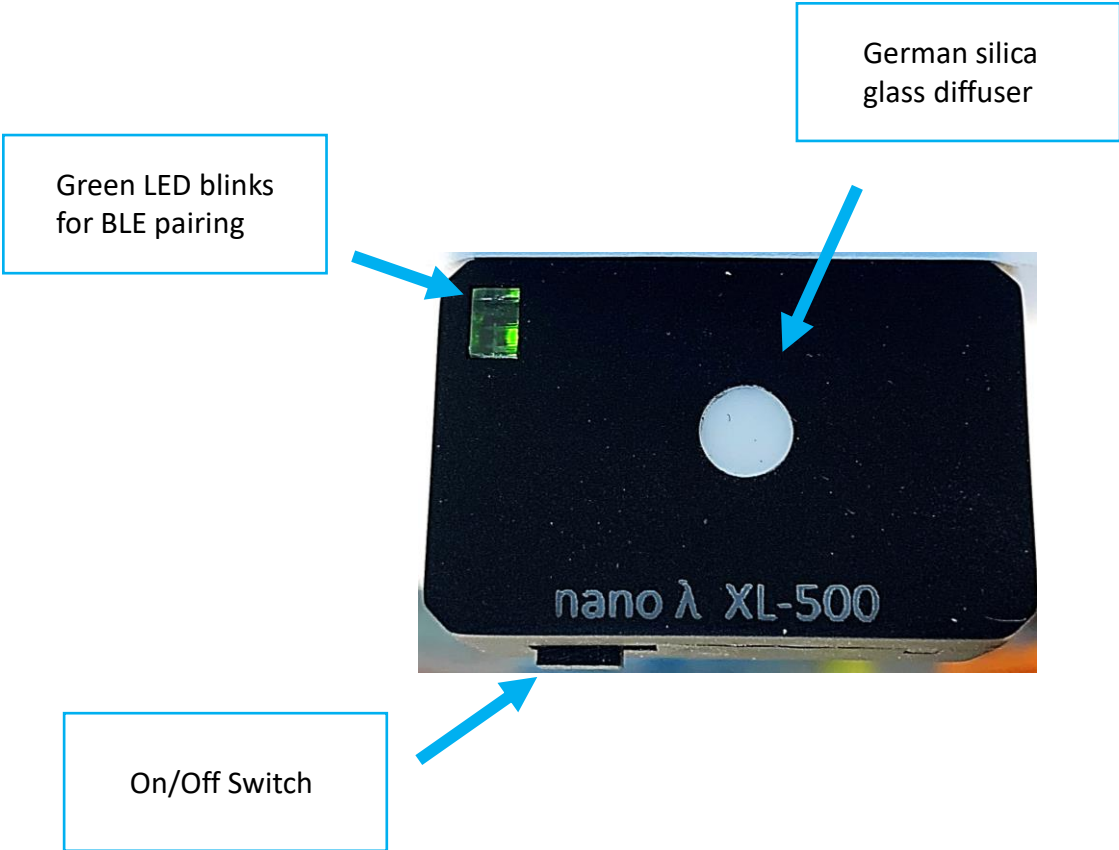 German silica
glass diffuser
Green LED blinks
for BLE pairing
nano λ XL-500
On/Off Switch